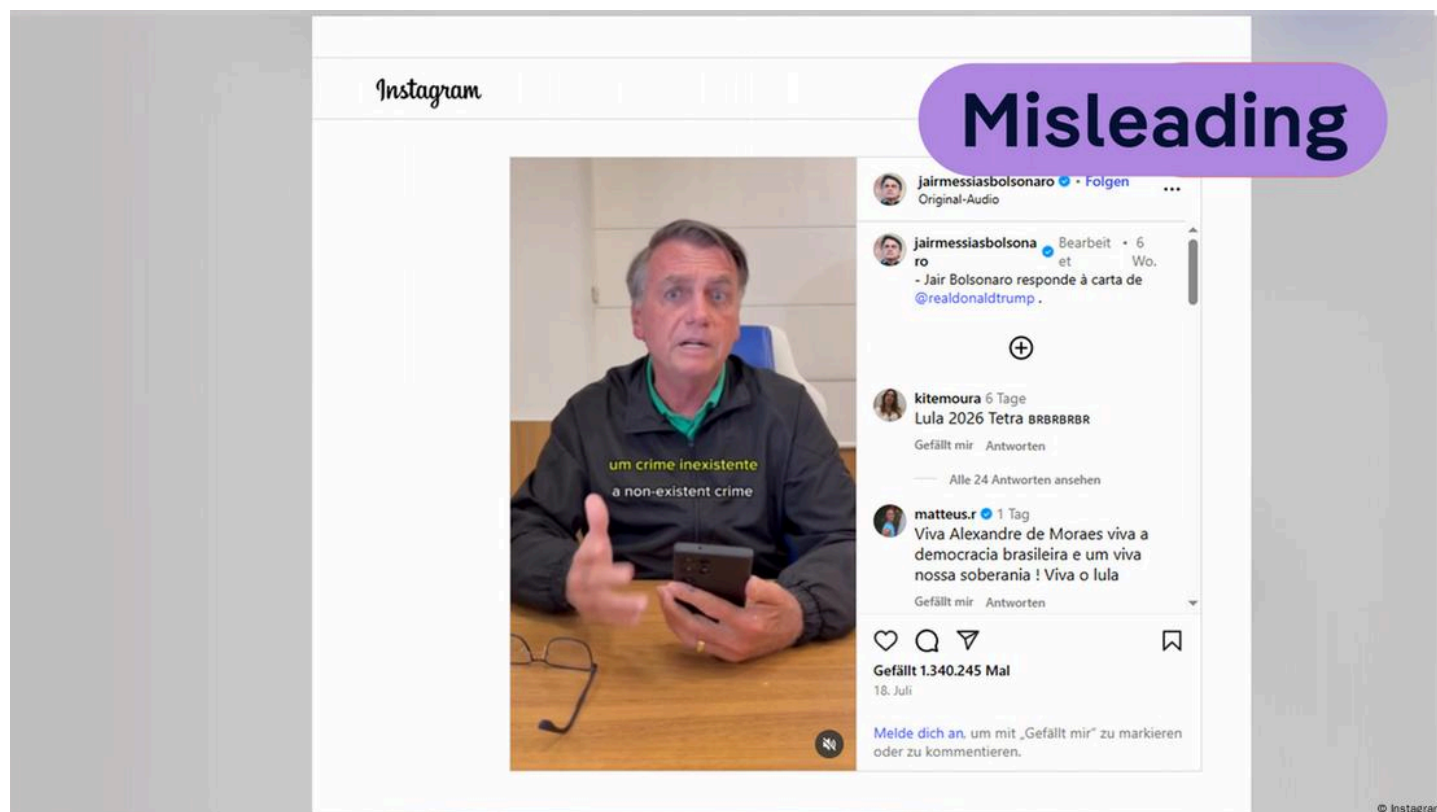 Instagram
Misleading
jairmessiasbolsonaro • Folgen
Original-Audio
...
jairmessiasbolsona
ro
Bearbeit
et
• 6
Wo.
- Jair Bolsonaro responde à carta de
@realdonaldtrump .
kitemoura 6 Tage
Lula 2026 Tetra BRBRBRBR
Gefällt mir Antworten
Alle 24 Antworten ansehen
matteus.r 1 Tag
Viva Alexandre de Moraes viva a
democracia brasileira e um viva
nossa soberania ! Viva o lula
Gefällt mir Antworten
um crime inexistente
a non-existent crime
Gefällt 1.340.245 Mal
18. Juli
Melde dich an, um mit „Gefällt mir“ zu markieren
oder zu kommentieren.
© Instagram